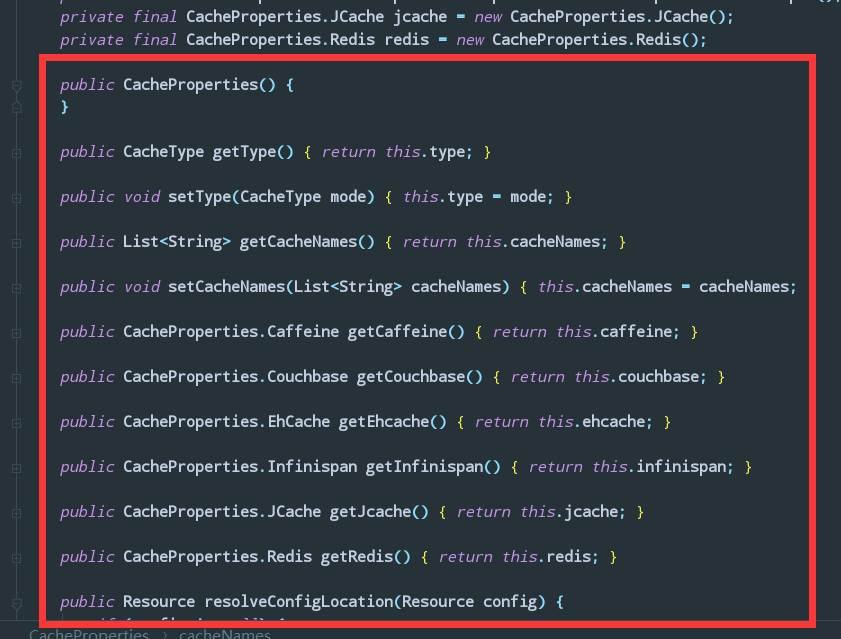 private final CacheProperties.JCache jcache = new CacheProperties.JCache();
private final CacheProperties.Redis redis = new CacheProperties.Redis();
public CacheProperties() {
}
public CacheType getType() { return this.type; }
public void setType(CacheType mode) { this.type = mode; }
public List<String> getCacheNames() { return this.cacheNames; }
public void setCacheNames(List<String> cacheNames) { this.cacheNames = cacheNames;
public CacheProperties.Caffeine getCaffeine() { return this.caffeine; }
public CacheProperties.Couchbase getCouchbase() { return this.couchbase; }
public CacheProperties.EhCache getEhcache() { return this.ehcache; }
public CacheProperties.Infinispan getInfinispan() { return this.infinispan; }
public CacheProperties.JCache getJcache() { return this.jcache; }
public CacheProperties.Redis getRedis() { return this.redis; }
public Resource resolveConfigLocation(Resource config) {
CacheProperties › cacheNames